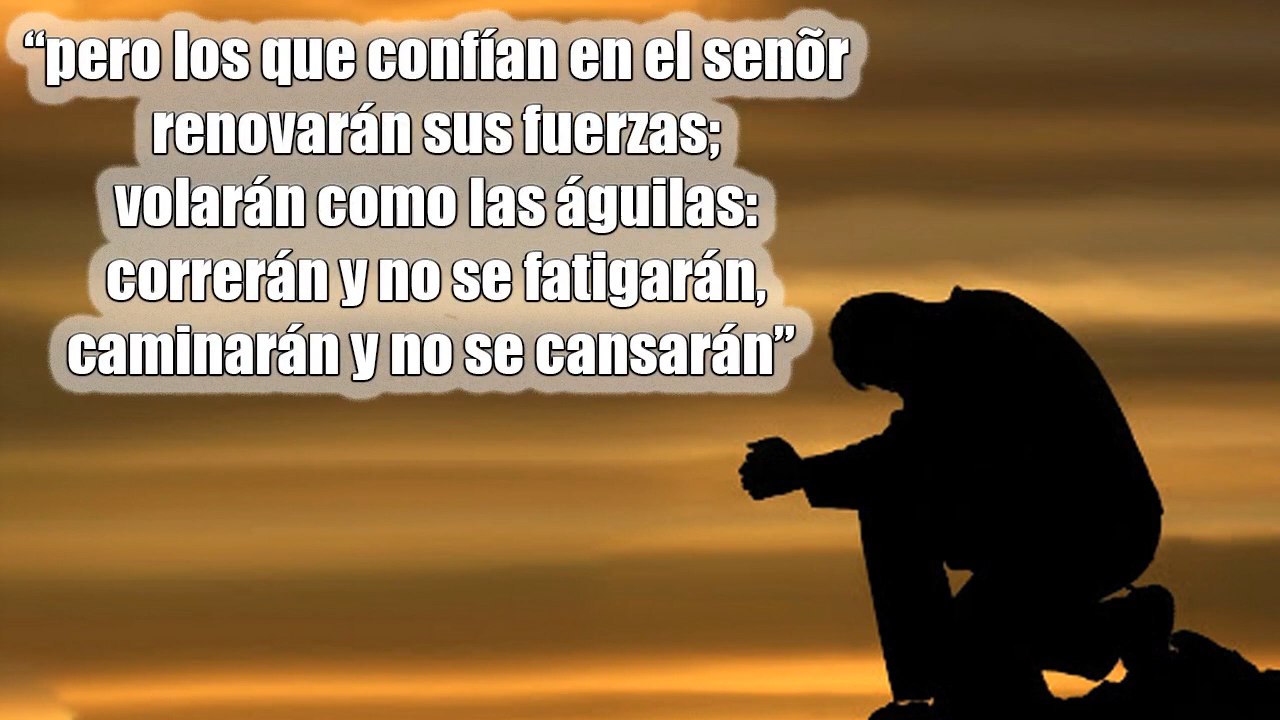 “pero los que confían en el senõr
renovarán sus fuerzas;
volarán como las águilas:
correrán y no se fatigarán,
caminarán y no se cansarán”